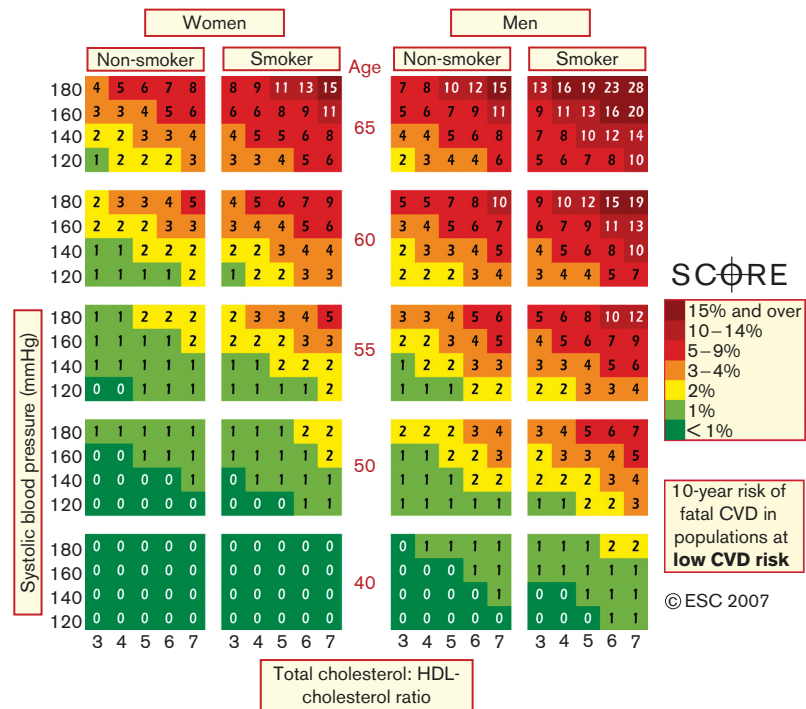 Women Men
Non-smoker Smoker Age Non-smoker Smoker
180 4 5 6 7 8 8 9 11 13 15 7 8 10 12 15 13 16 19 23 28
160 3 3 4 5 6 6 6 8 9 11 5 6 7 9 11 9 11 13 16 20
65
140 2 2 3 3 4 4 5 5 6 8 4 4 5 6 8 7 8 10 12 14
120 1 2 2 2 3 3 3 4 5 6 2 3 4 4 6 5 6 7 8 10
180 2 3 3 4 5 4 5 6 7 9 5 5 7 8 10 9 10 12 15 19
160 2 2 2 3 3 3 4 4 5 6 3 4 5 6 7 6 7 9 11 13
60
140 1 1 2 2 2 2 2 3 4 4 2 3 3 4 5 4 5 6 8 10
120 1 1 1 1 2 1 2 2 3 3 2 2 2 3 4 3 4 4 5 7
180 1 1 2 2 2 2 3 3 4 5 3 3 4 5 6 5 6 8 10 12
160 1 1 1 1 2 2 2 2 3 3 2 2 3 4 5 4 5 6 7 9
55
140 1 1 1 1 1 1 1 2 2 2 1 2 2 3 3 3 3 4 5 6
120 0 0 1 1 1 1 1 1 1 2 1 1 1 2 2 2 2 3 3 4
180 1 1 1 1 1 1 1 1 2 2 2 2 2 3 4 3 4 5 6 7
160 0 0 1 1 1 1 1 1 1 2 1 1 2 2 3 2 3 3 4 5
50
140 0 0 0 0 1 0 1 1 1 1 1 1 1 2 2 2 2 2 3 4
120 0 0 0 0 0 0 0 0 1 1 1 1 1 1 1 1 1 2 2 3
180 0 0 0 0 0 0 0 0 0 0 0 1 1 1 1 1 1 1 2 2
160 0 0 0 0 0 0 0 0 0 0 0 0 0 1 1 1 1 1 1 1
40
140 0 0 0 0 0 0 0 0 0 0 0 0 0 0 1 0 0 1 1 1
120 0 0 0 0 0 0 0 0 0 0 0 0 0 0 0 0 0 0 1 1
3 4 5 6 7 3 4 5 6 7 3 4 5 6 7 3 4 5 6 7
Systolic blood pressure (mmHg)
Total cholesterol: HDL-
cholesterol ratio
SCORE
15% and over
10–14%
5–9%
3–4%
2%
1%
< 1%
10-year risk of
fatal CVD in
populations at
low CVD risk
© ESC 2007